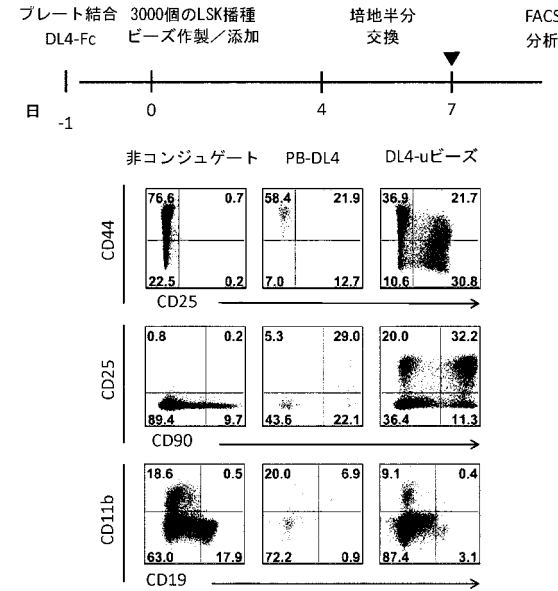 プレート結合 3000個のLSK播種 培地半分 FACS
DL4-Fc ビーズ作製/添加 交換 分析
日 -1 0 4 7
非コンジュゲート PB-DL4 DL4-uビーズ
76.6 0.7 58.4 21.9 36.9 21.7
CD44
22.5 0.2 7.0 12.7 10.6 30.8
CD25
0.8 0.2 5.3 29.0 20.0 32.2
CD25
89.4 9.7 43.6 22.1 36.4 11.3
CD90
18.6 0.5 20.0 6.9 9.1 0.4
CD11b
63.0 17.9 72.2 0.9 87.4 3.1
CD19